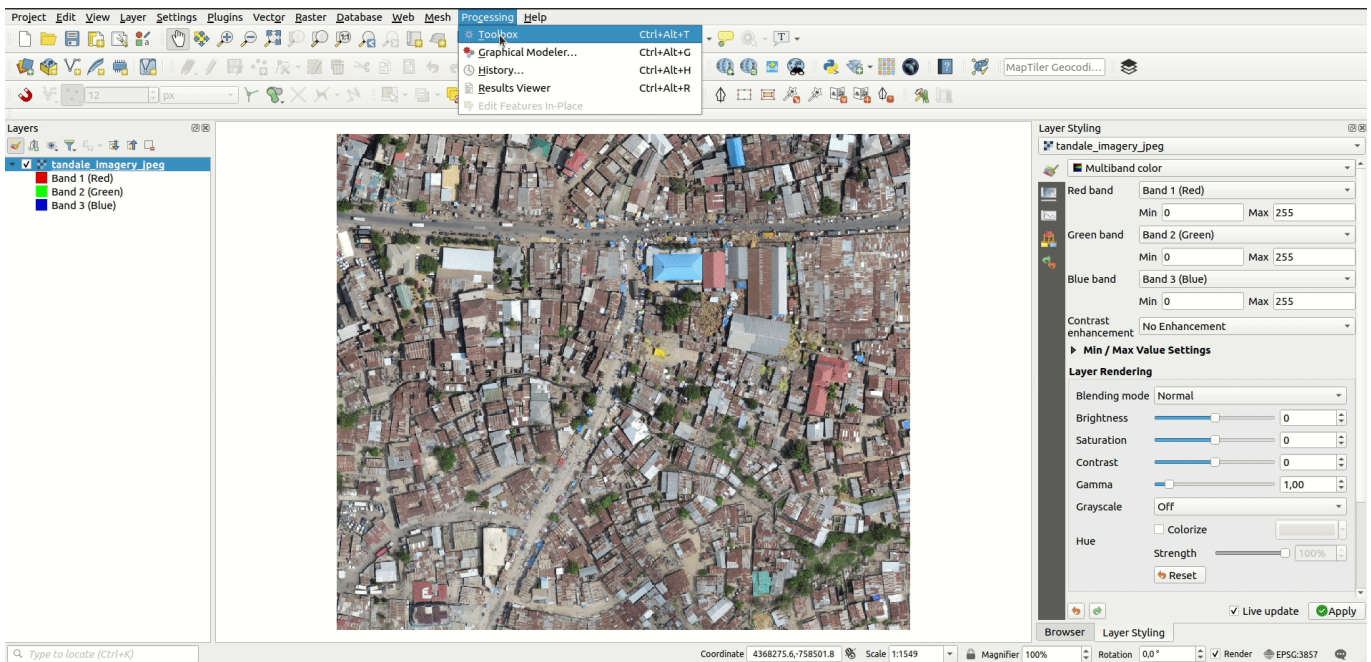 Project Edit View Layer Settings Plugins Vector Raster Database Web Mesh Processing Help
Toolbox Ctrl+Alt+T
Graphical Modeler... Ctrl+Alt+G
History... Ctrl+Alt+H
Results Viewer Ctrl+Alt+R
Edit Features In-Place
T
MapTiler Geocodi...
12 px
Layers
tandale_imagery_jpeg
Band 1 (Red)
Band 2 (Green)
Band 3 (Blue)
Layer Styling
tandale_imagery_jpeg
Multiband color
Red band Band 1 (Red)
Min 0 Max 255
Green band Band 2 (Green)
Min 0 Max 255
Blue band Band 3 (Blue)
Min 0 Max 255
Contrast
enhancement No Enhancement
Min / Max Value Settings
Layer Rendering
Blending mode Normal
Brightness 0
Saturation 0
Contrast 0
Gamma 1,00
Grayscale Off
Colorize
Hue
Strength 100%
Reset
Live update Apply
Browser Layer Styling
Type to locate (Ctrl+K) Coordinate 4368275.6,-758501.8 Scale 1:1549 Magnifier 100% Rotation 0,0° Render EPSG:3857